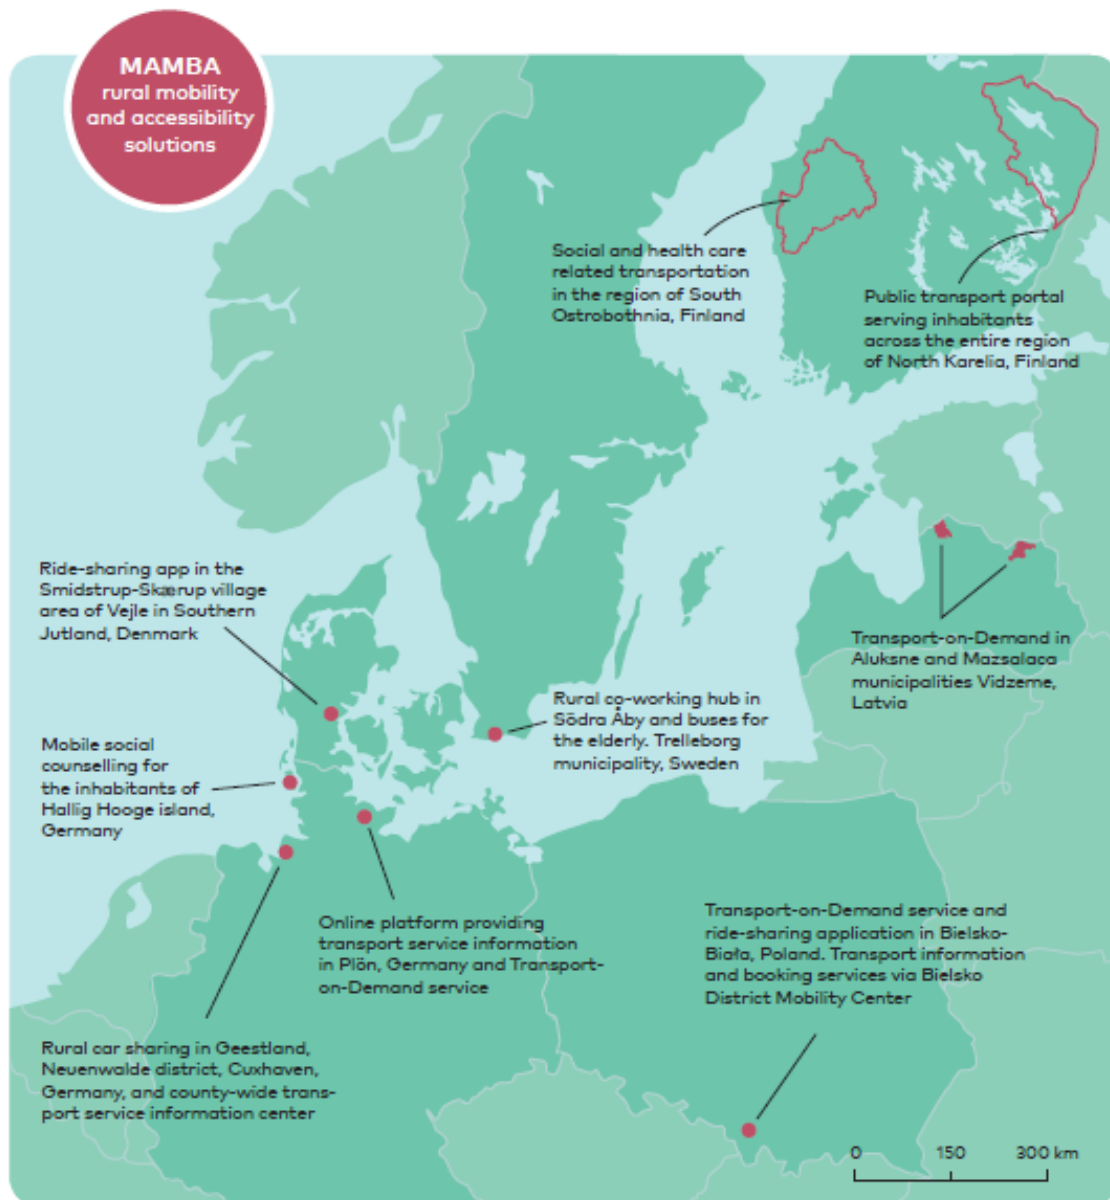 MAMBA
rural mobility
and accessibility
solutions
Social and health care
related transportation
in the region of South
Ostrobothnia, Finland
Public transport portal
serving inhabitants
across the entire region
of North Karelia, Finland
Ride-sharing app in the
Smidstrup-Skærup village
area of Vejle in Southern
Jutland, Denmark
Transport-on-Demand in
Aluksne and Mazsalaca
municipalities Vidzeme,
Latvia
Rural co-working hub in
Södra Åby and buses for
the elderly. Trelleborg
municipality, Sweden
Mobile social
counselling for
the inhabitants of
Hallig Hooge island,
Germany
Online platform providing
transport service information
in Plön, Germany and Transport-
on-Demand service
Transport-on-Demand service and
ride-sharing application in Bielsko-
Biała, Poland. Transport information
and booking services via Bielsko
District Mobility Center
Rural car sharing in Geestland,
Neuenwalde district, Cuxhaven,
Germany, and county-wide trans-
port service information center
0 150 300 km